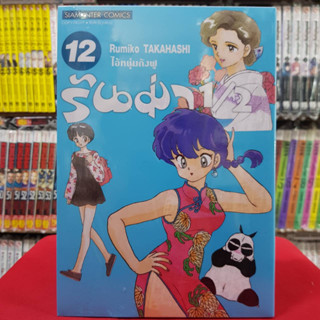 SIAMINTER COMICS
12
Rumiko TAKAHASHI
ไอ้หนุ่มกังฟู
รันม่า 1/2